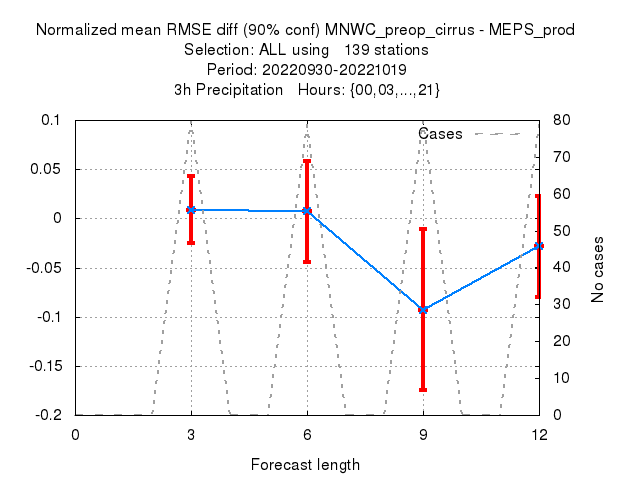 Normalized mean RMSE diff (90% conf) MNWC_preop_cirrus - MEPS_prod
Selection: ALL using   139 stations
Period: 20220930-20221019
3h Precipitation   Hours: {00,03,...,21}
Cases
0.1
0.05
0
-0.05
-0.1
-0.15
-0.2
80
70
60
50
40
30
20
10
0
No cases
0 3 6 9 12
Forecast length